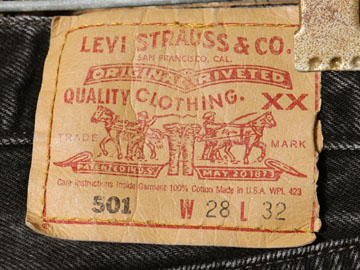 LEVI STRAUSS & CO.
SAN FRANCISCO, CAL.
ORIGINAL RIVETED
QUALITY CLOTHING. XX
TRADE MARK
PATENTED IN U.S. MAY 20 1873
Care Instructions Inside Garment 100% Cotton Made in U.S.A. WPL 423
501 W 28 L 32